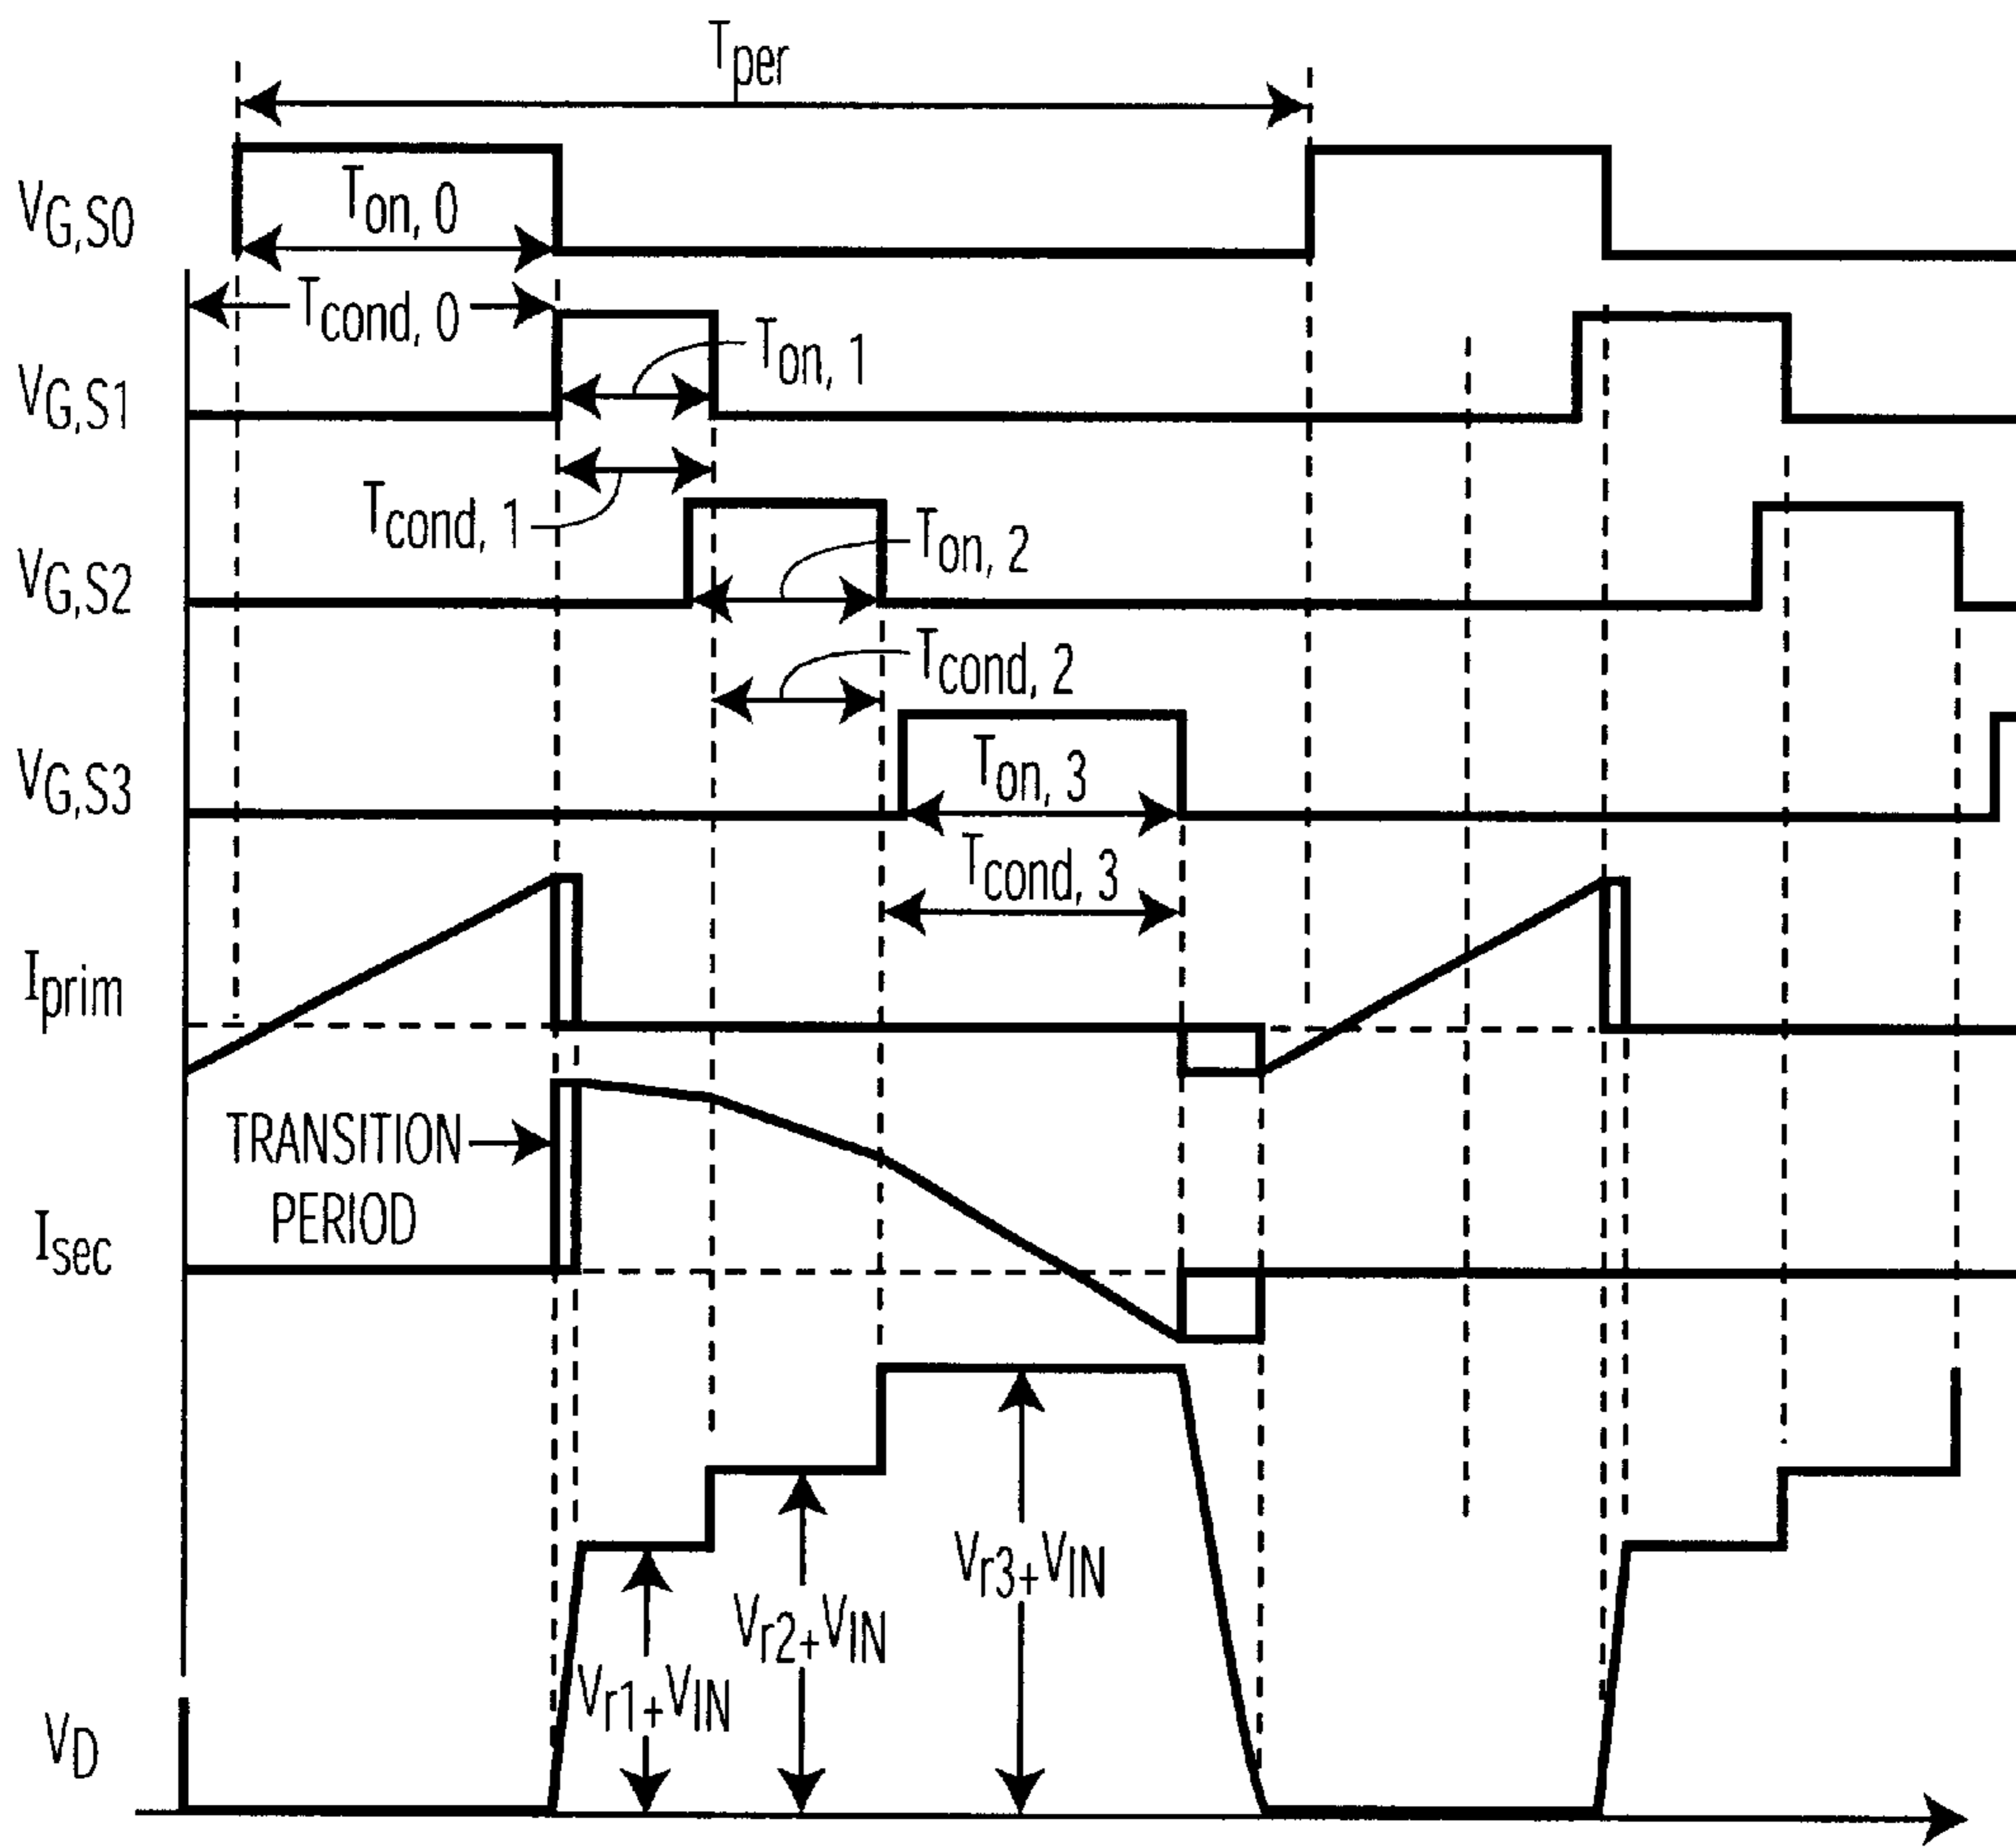 Tper
VG,S0
Ton, 0
Tcond, 0
VG,S1
Ton, 1
Tcond, 1
VG,S2
Ton, 2
Tcond, 2
VG,S3
Ton, 3
Tcond, 3
Iprim
TRANSITION
PERIOD
Isec
Vr3+VIN
Vr2+VIN
Vr1+VIN
VD